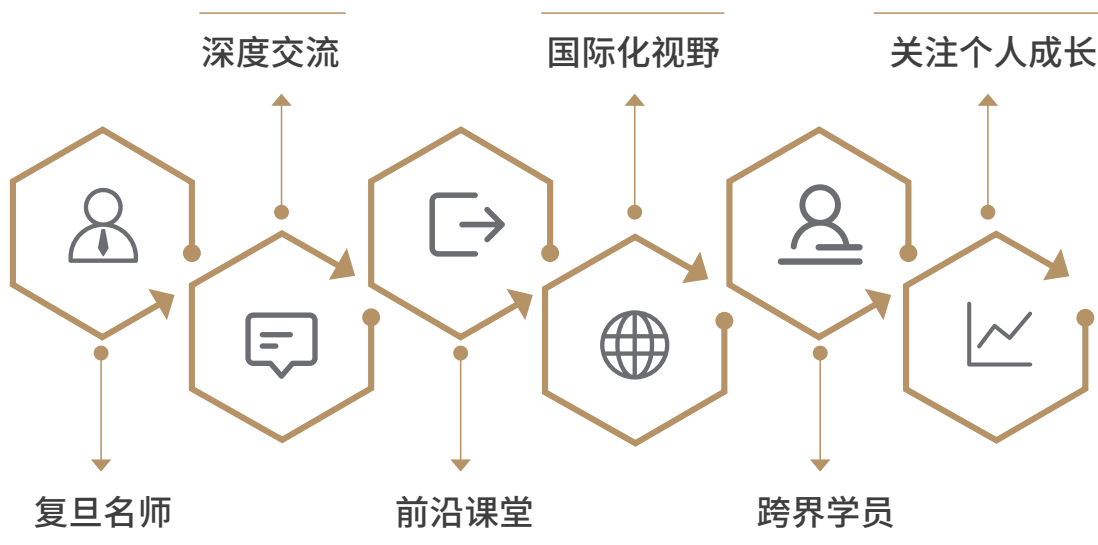 深度交流
国际化视野
关注个人成长
复旦名师
前沿课堂
跨界学员